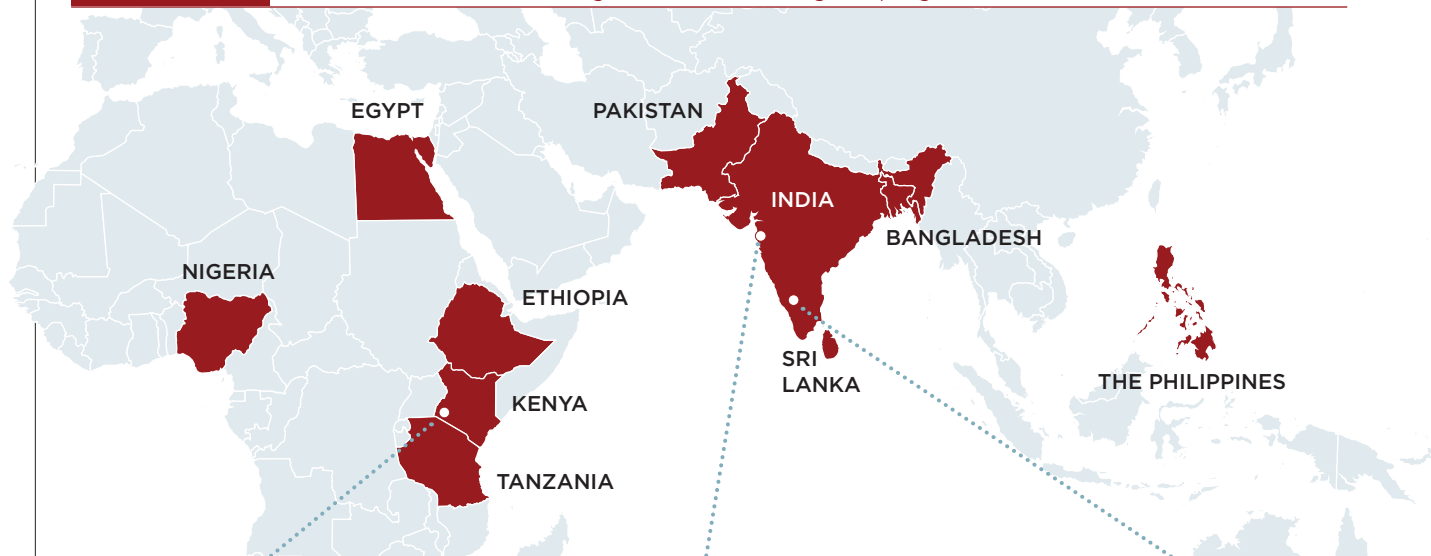 EGYPT
PAKISTAN
INDIA
BANGLADESH
NIGERIA
ETHIOPIA
SRI
LANKA
THE PHILIPPINES
KENYA
TANZANIA